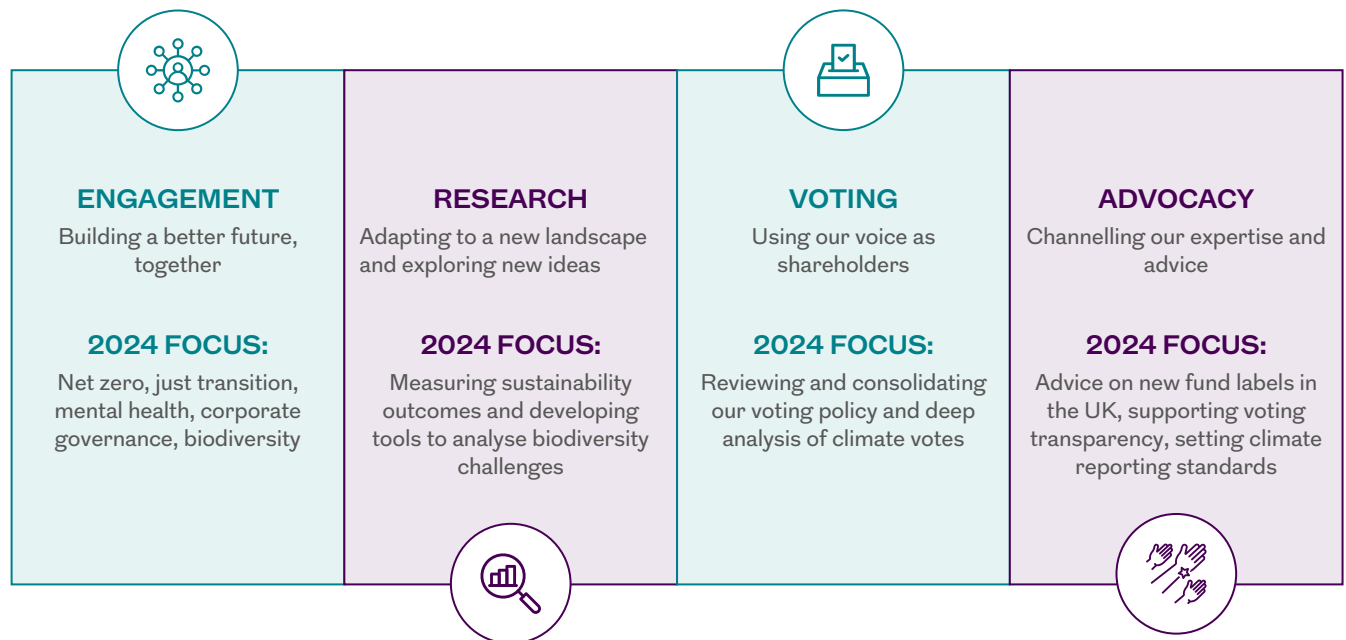 ENGAGEMENT
Building a better future,
together
2024 FOCUS:
Net zero, just transition,
mental health, corporate
governance, biodiversity
RESEARCH
Adapting to a new landscape
and exploring new ideas
2024 FOCUS:
Measuring sustainability
outcomes and developing
tools to analyse biodiversity
challenges
VOTING
Using our voice as
shareholders
2024 FOCUS:
Reviewing and consolidating
our voting policy and deep
analysis of climate votes
ADVOCACY
Channelling our expertise and
advice
2024 FOCUS:
Advice on new fund labels in
the UK, supporting voting
transparency, setting climate
reporting standards